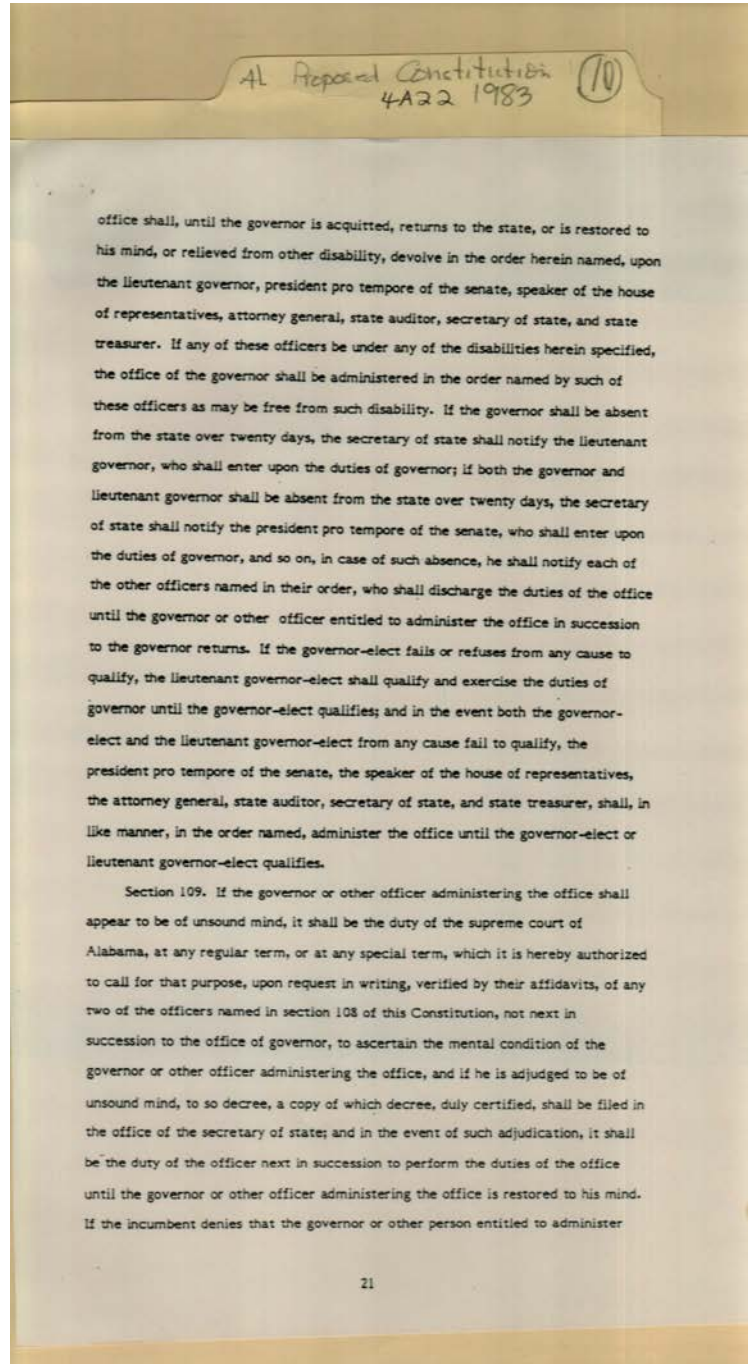 AL Proposed Constitution 10
4A22 1983
office shall, until the governor is acquitted, returns to the state, or is restored to
his mind, or relieved from other disability, devolve in the order herein named, upon
the lieutenant governor, president pro tempore of the senate, speaker of the house
of representatives, attorney general, state auditor, secretary of state, and state
treasurer. If any of these officers be under any of the disabilities herein specified,
the office of the governor shall be administered in the order named by such of
these officers as may be free from such disability. If the governor shall be absent
from the state over twenty days, the secretary of state shall notify the lieutenant
governor, who shall enter upon the duties of governor; if both the governor and
lieutenant governor shall be absent from the state over twenty days, the secretary
of state shall notify the president pro tempore of the senate, who shall enter upon
the duties of governor, and so on, in case of such absence, he shall notify each of
the other officers named in their order, who shall discharge the duties of the office
until the governor or other officer entitled to administer the office in succession
to the governor returns. If the governor-elect fails or refuses from any cause to
qualify, the lieutenant governor-elect shall qualify and exercise the duties of
governor until the governor-elect qualifies; and in the event both the governor-
elect and the lieutenant governor-elect from any cause fail to qualify, the
president pro tempore of the senate, the speaker of the house of representatives,
the attorney general, state auditor, secretary of state, and state treasurer, shall, in
like manner, in the order named, administer the office until the governor-elect or
lieutenant governor-elect qualifies.
Section 109. If the governor or other officer administering the office shall
appear to be of unsound mind, it shall be the duty of the supreme court of
Alabama, at any regular term, or at any special term, which it is hereby authorized
to call for that purpose, upon request in writing, verified by their affidavits, of any
two of the officers named in section 108 of this Constitution, not next in
succession to the office of governor, to ascertain the mental condition of the
governor or other officer administering the office, and if he is adjudged to be of
unsound mind, to so decree, a copy of which decree, duly certified, shall be filed in
the office of the secretary of state; and in the event of such adjudication, it shall
be the duty of the officer next in succession to perform the duties of the office
until the governor or other officer administering the office is restored to his mind.
If the incumbent denies that the governor or other person entitled to administer
21